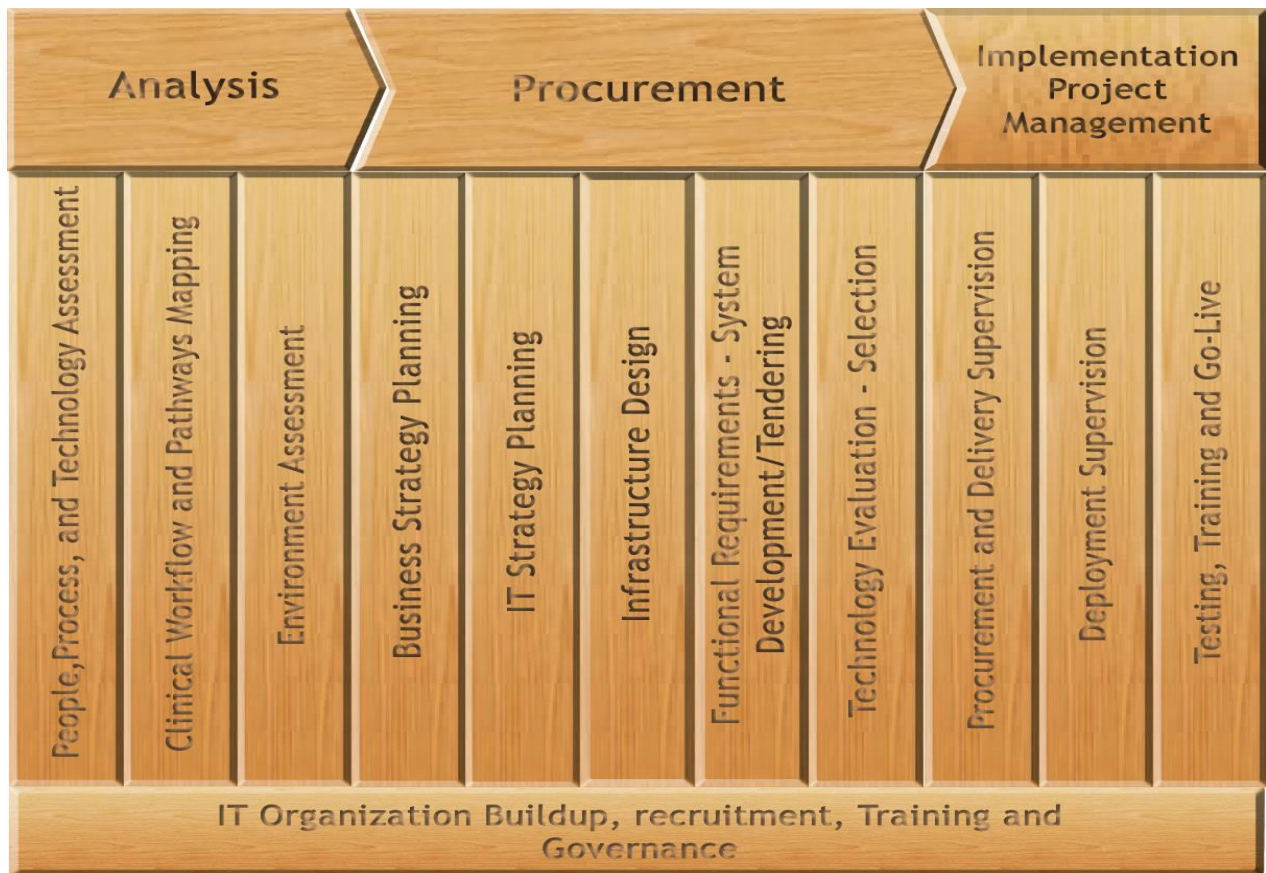 Analysis
Procurement
Implementation
Project
Management
People,Process, and Technology Assessment
Clinical Workflow and Pathways Mapping
Environment Assessment
Business Strategy Planning
IT Strategy Planning
Infrastructure Design
Functional Requirements - System
Development/Tendering
Technology Evaluation - Selection
Procurement and Delivery Supervision
Deployment Supervision
Testing, Training and Go-Live
IT Organization Buildup, recruitment, Training and
Governance